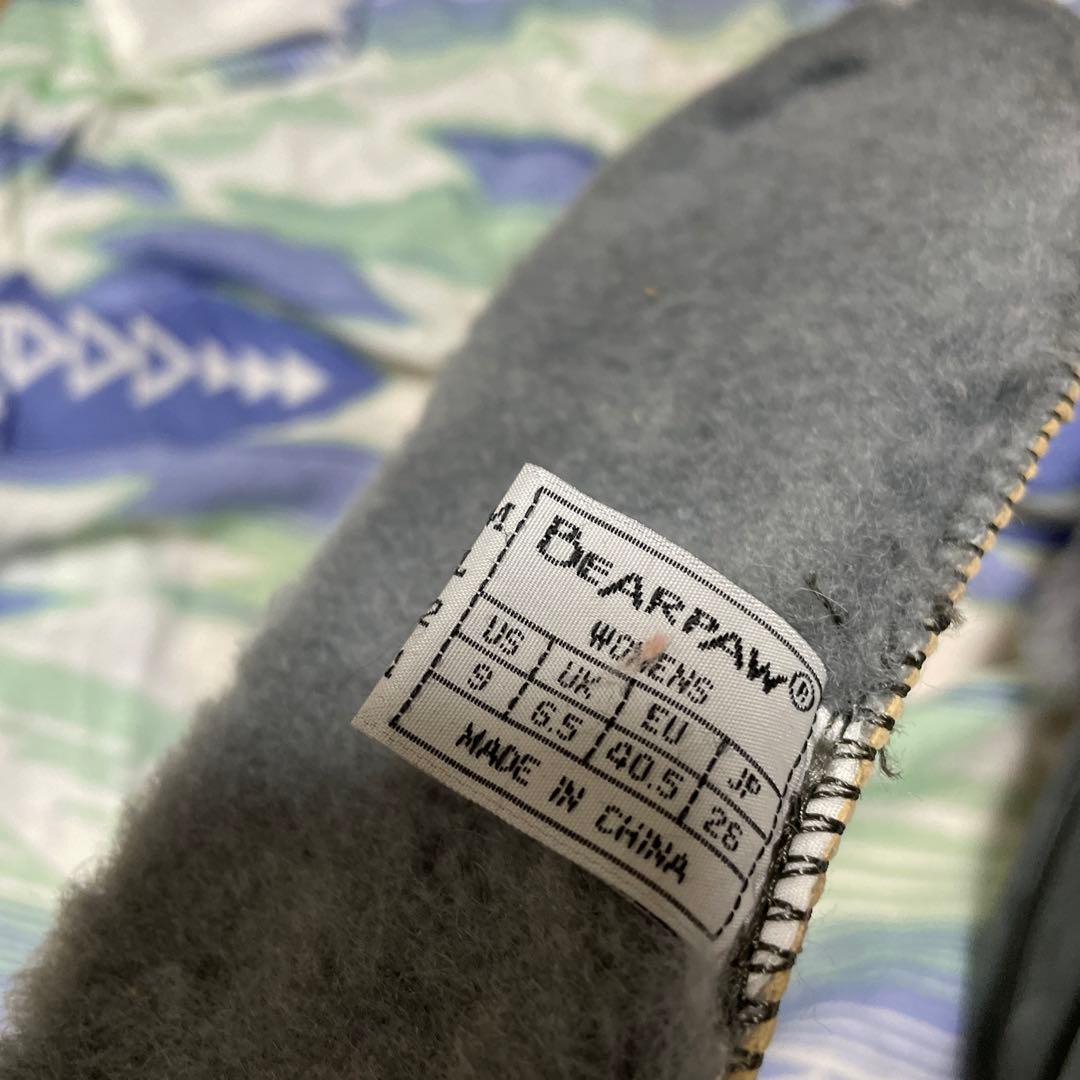 BEARPAW®
WOMENS
US UK EU JP
9 6.5 40.5 26
MADE IN CHINA